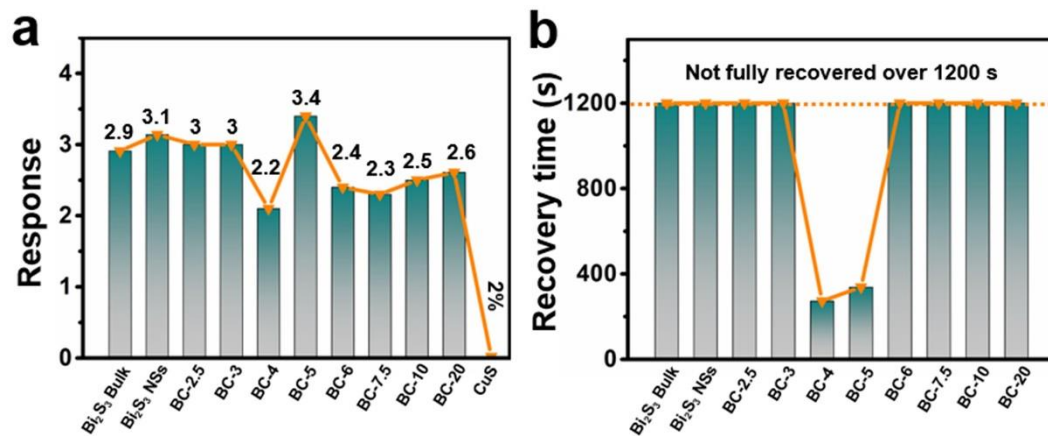 a
Response
4
3
2
1
0
2.9
3.1
3
3
2.2
3.4
2.4
2.3
2.5
2.6
2%
Bi₂S₃ Bulk
Bi₂S₃ NSs
BC-2.5
BC-3
BC-4
BC-5
BC-6
BC-7.5
BC-10
BC-20
CuS
b
Recovery time (s)
1200
800
400
0
Not fully recovered over 1200 s
Bi₂S₃ Bulk
Bi₂S₃ NSs
BC-2.5
BC-3
BC-4
BC-5
BC-6
BC-7.5
BC-10
BC-20